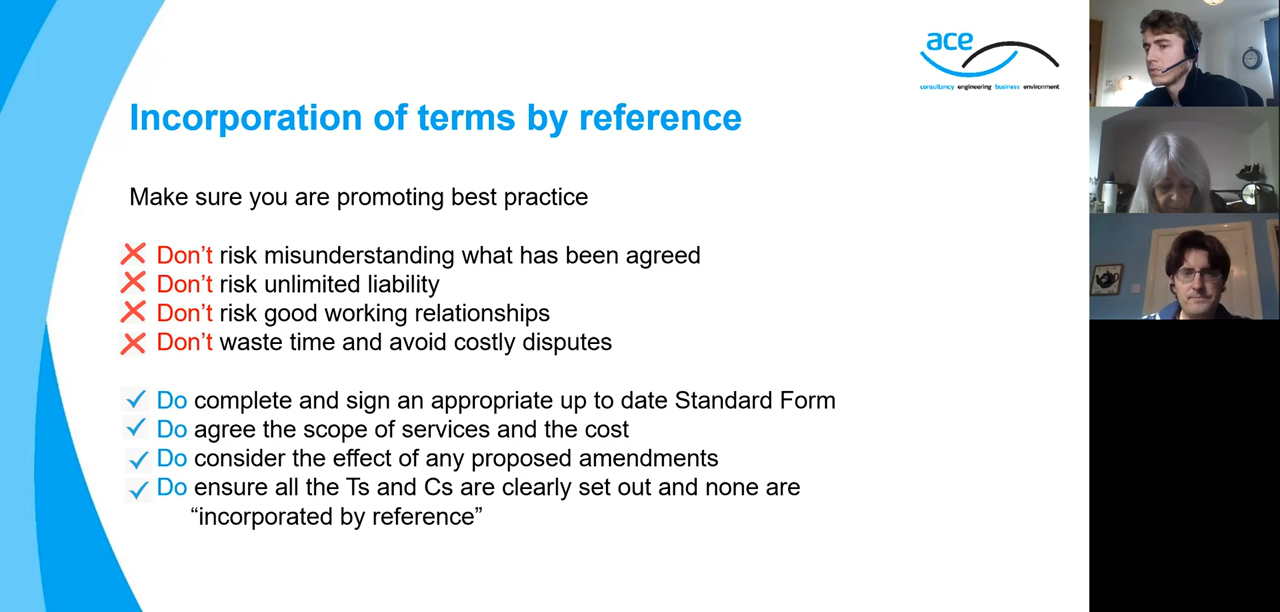 ace
consultancy engineering business environment
Incorporation of terms by reference
Make sure you are promoting best practice
Don’t risk misunderstanding what has been agreed
Don’t risk unlimited liability
Don’t risk good working relationships
Don’t waste time and avoid costly disputes
Do complete and sign an appropriate up to date Standard Form
Do agree the scope of services and the cost
Do consider the effect of any proposed amendments
Do ensure all the Ts and Cs are clearly set out and none are
“incorporated by reference”